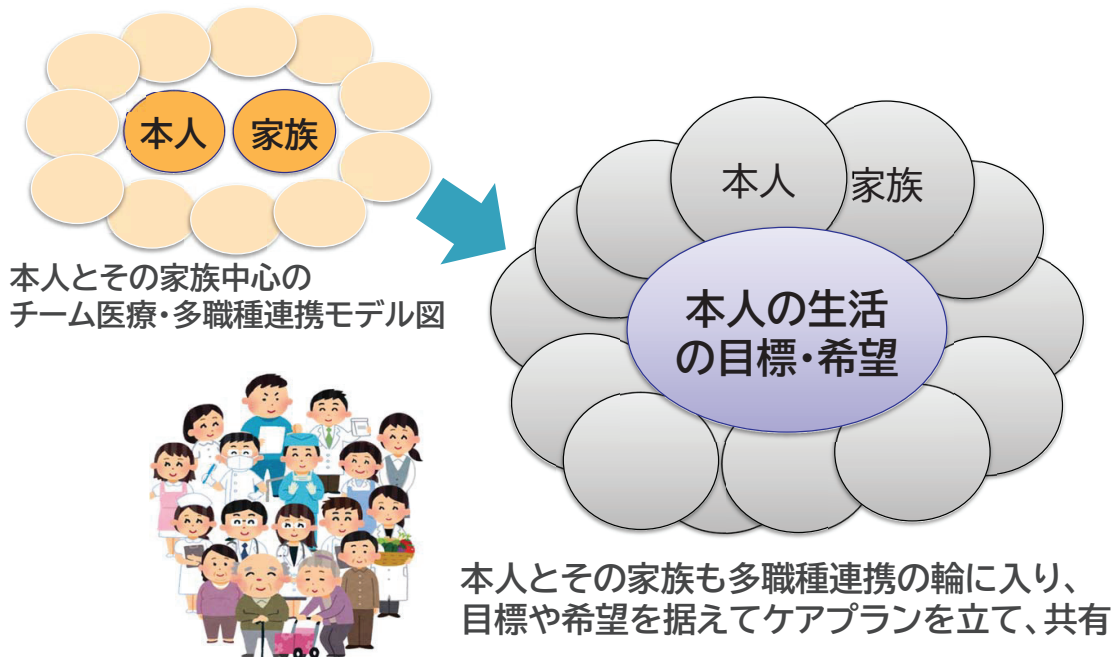 本人 家族
本人とその家族中心の
チーム医療・多職種連携モデル図
本人 家族
本人の生活
の目標・希望
本人とその家族も多職種連携の輪に入り、
目標や希望を据えてケアプランを立て、共有